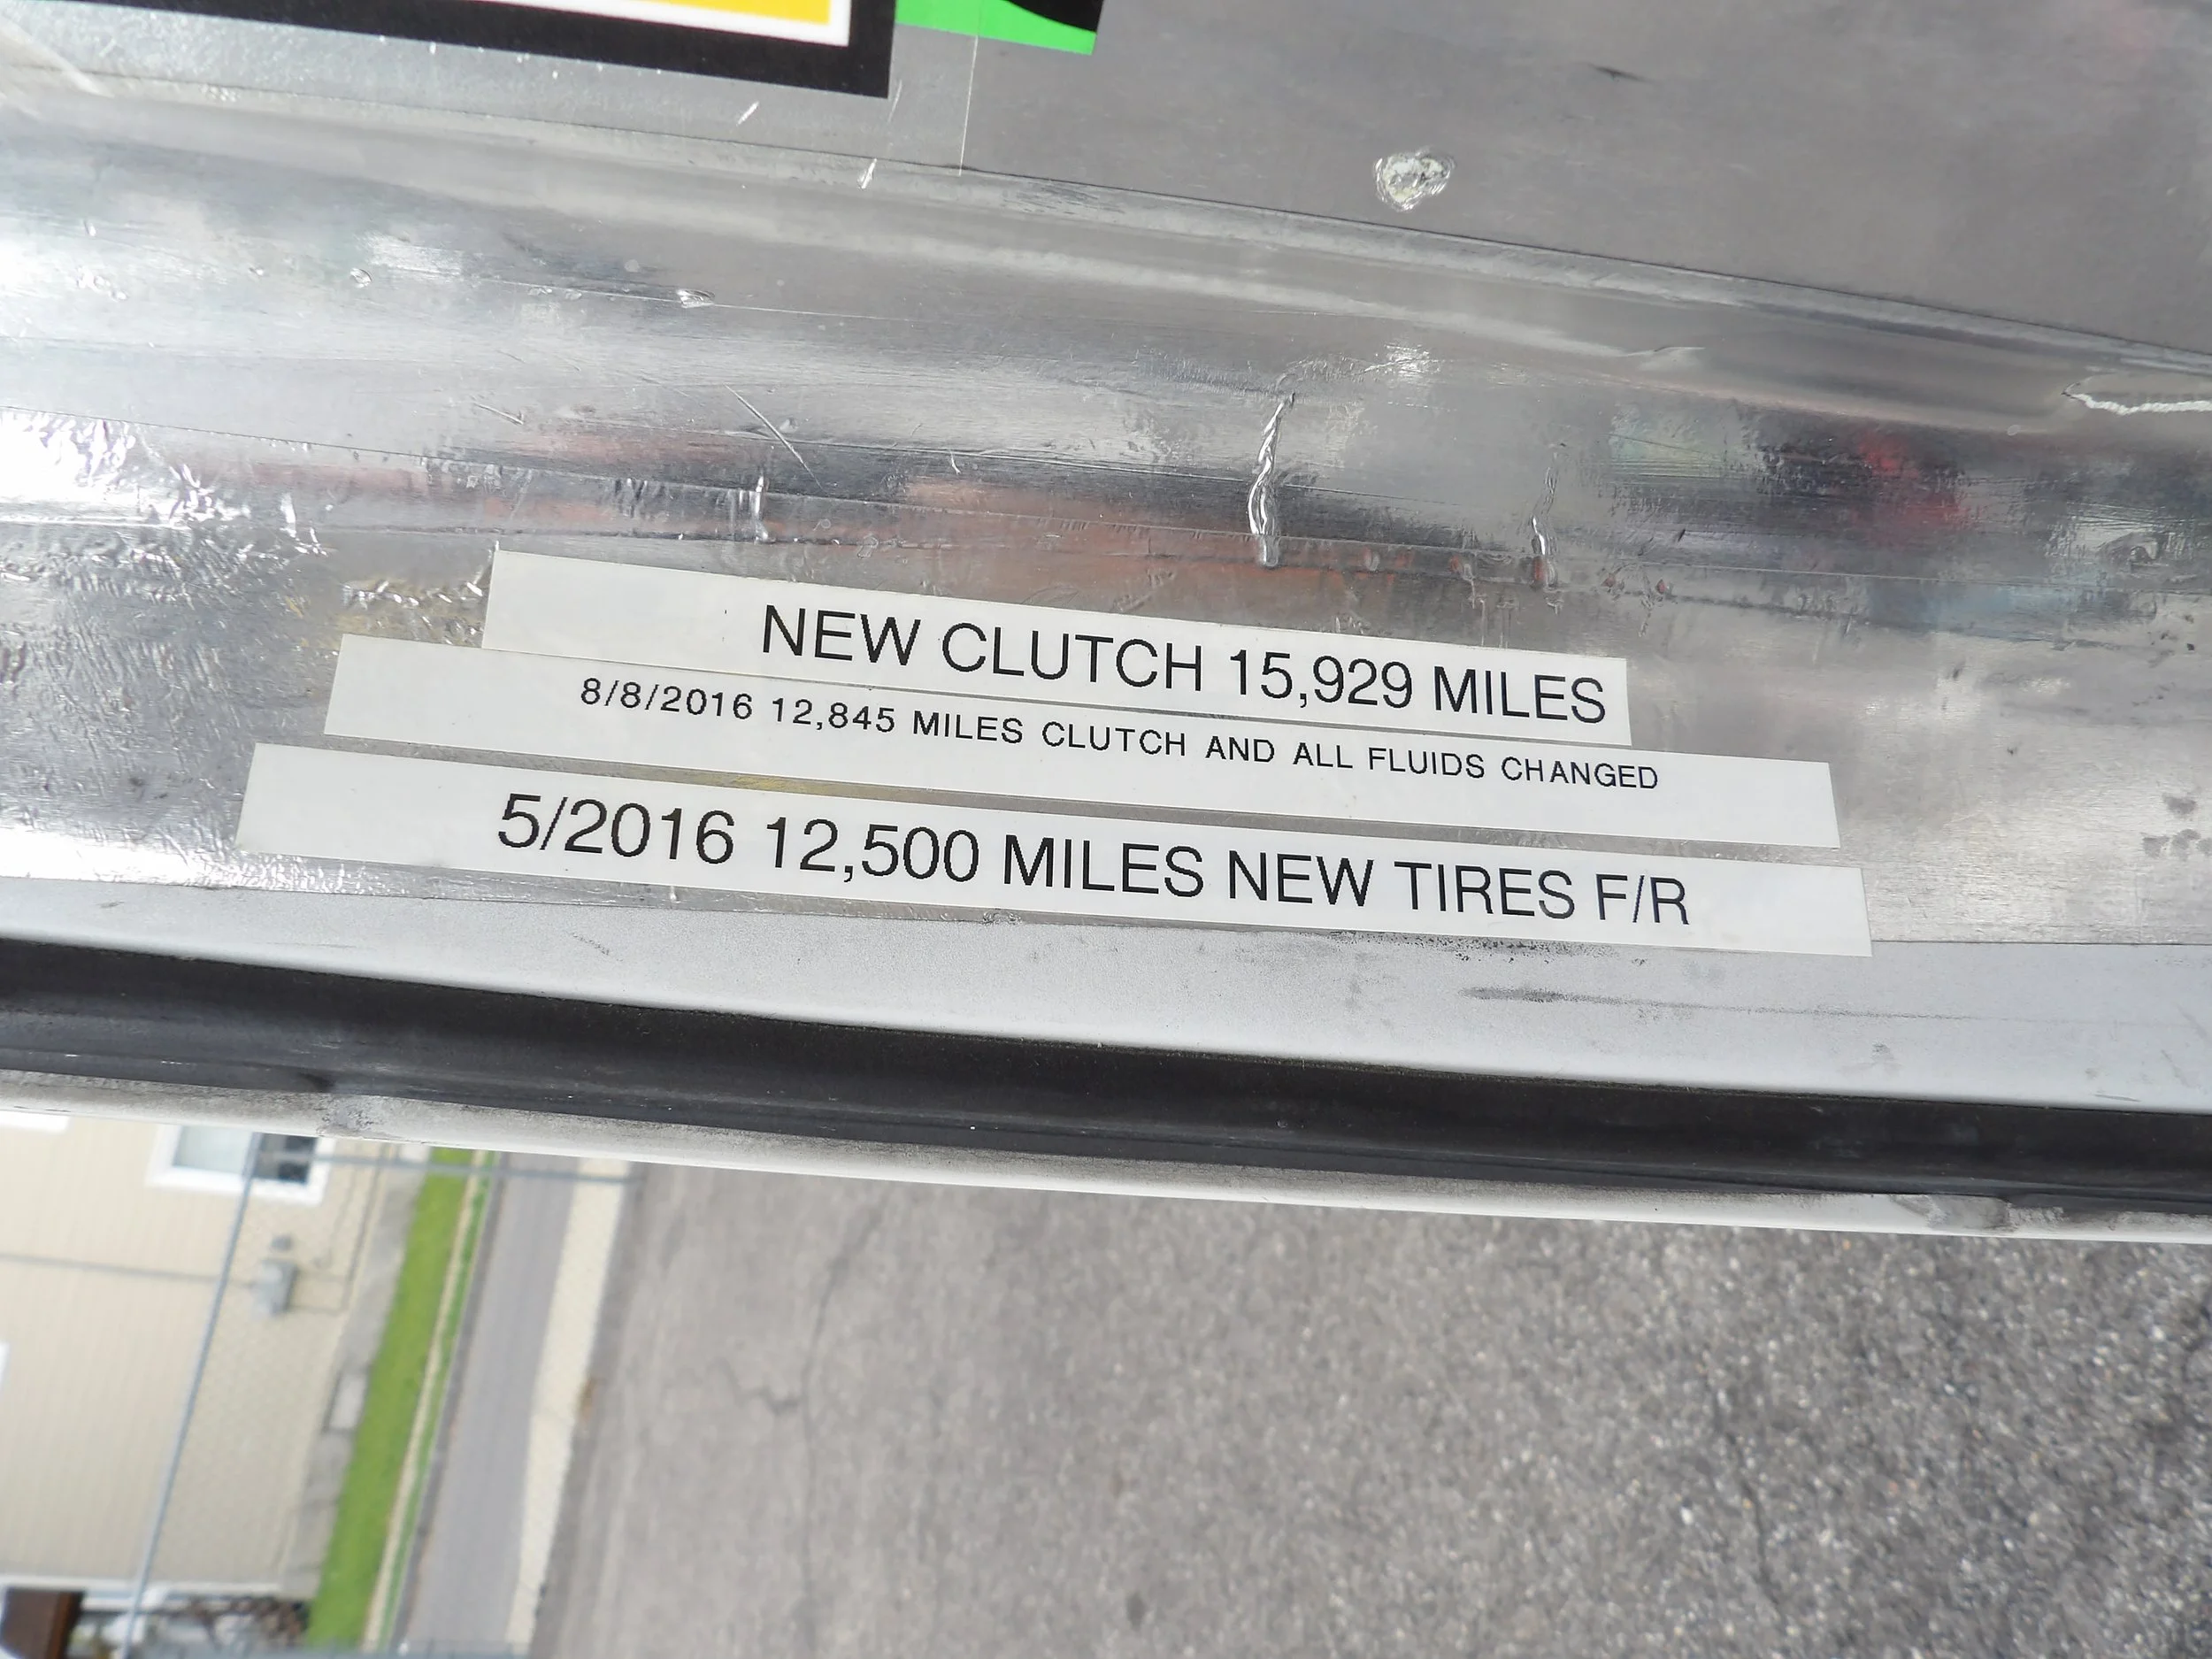 NEW CLUTCH 15,929 MILES
8/8/2016 12,845 MILES CLUTCH AND ALL FLUIDS CHANGED
5/2016 12,500 MILES NEW TIRES F/R